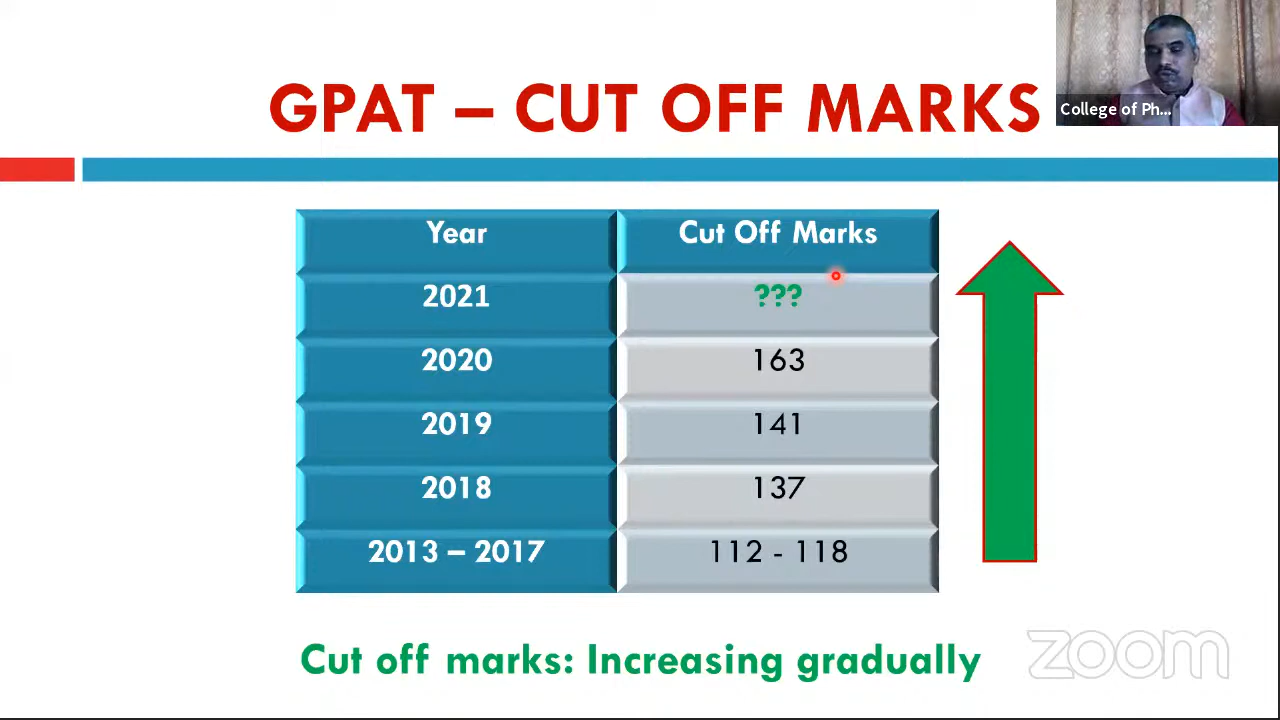 GPAT – CUT OFF MARKS
College of Ph...
Year Cut Off Marks
2021 ???
2020 163
2019 141
2018 137
2013 – 2017 112 - 118
Cut off marks: Increasing gradually
zoom